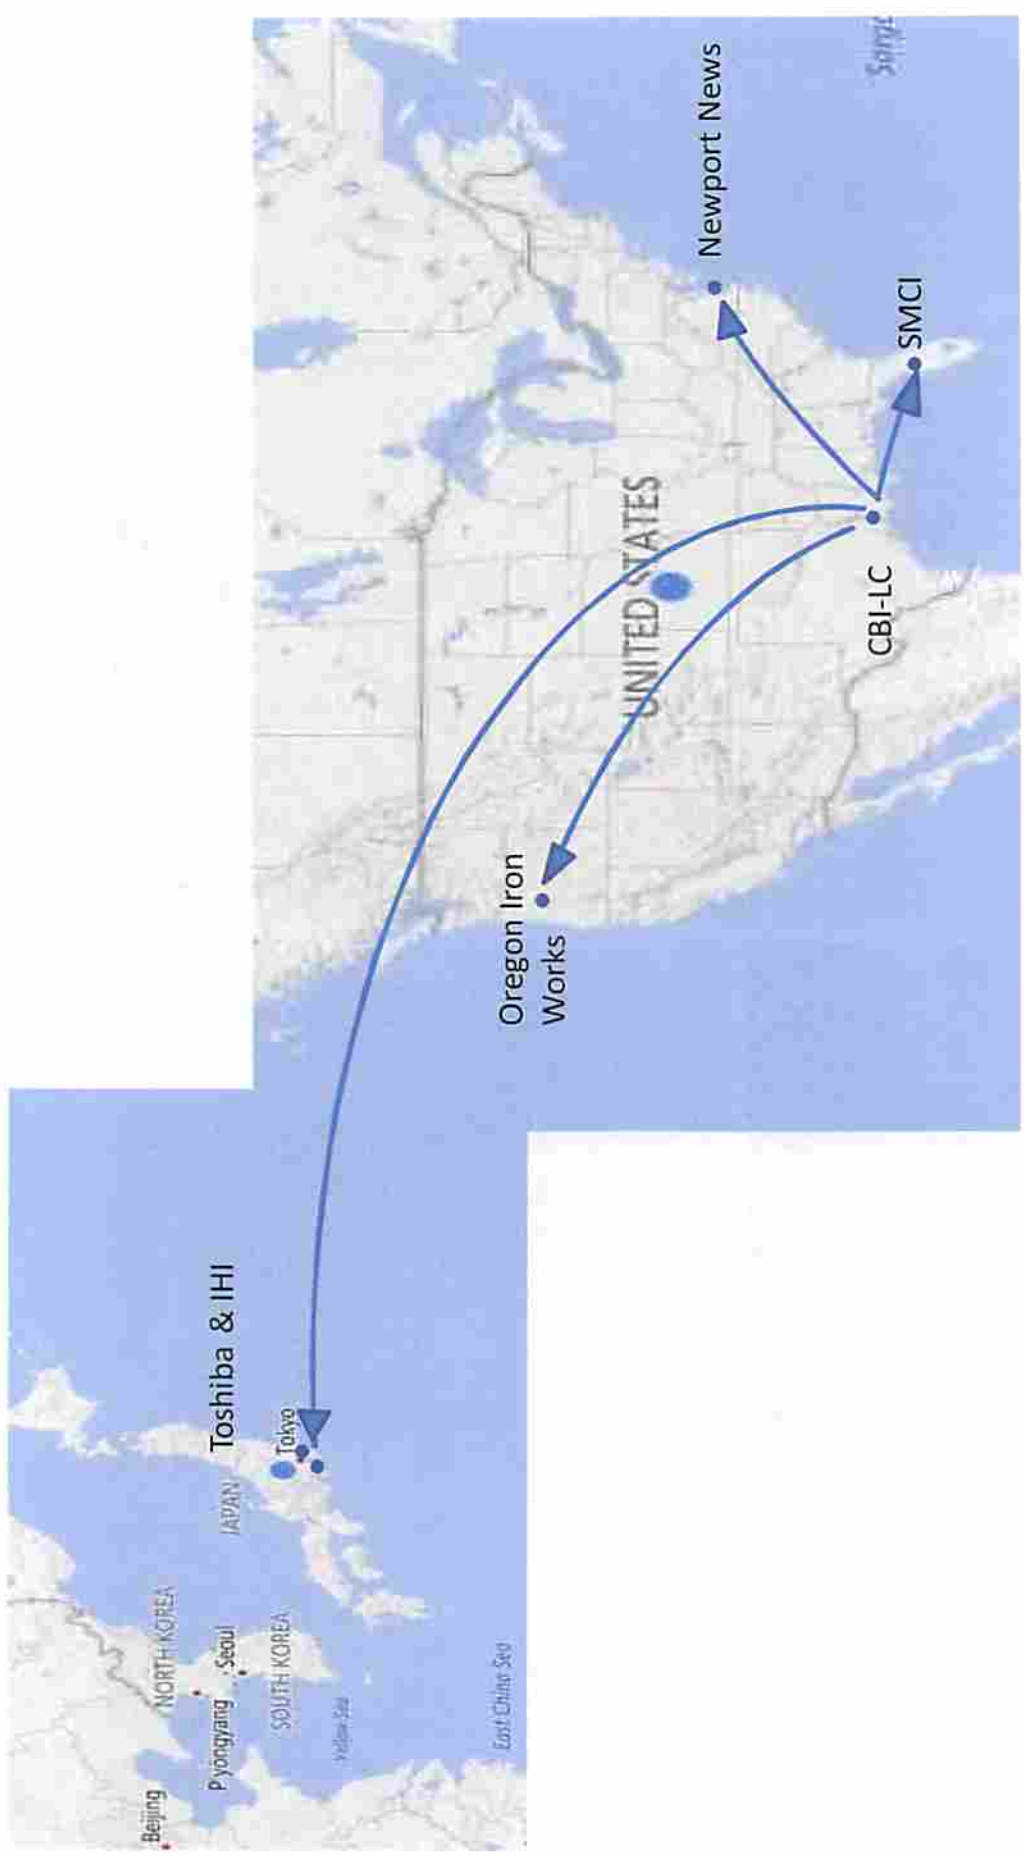 Beijing
NORTH KOREA
Pyongyang
Seoul
SOUTH KOREA
Yellow Sea
East China Sea
JAPAN
Toshiba & IHI
Tokyo
Oregon Iron
Works
UNITED STATES
CBI-LC
Newport News
SMCI